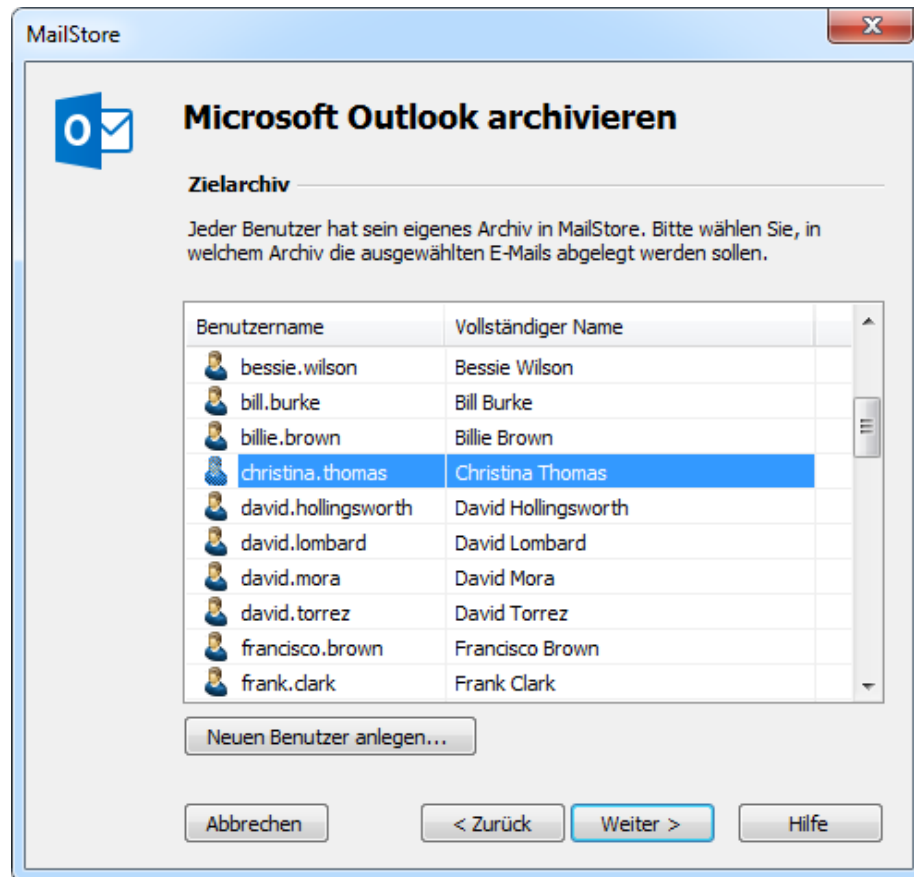 MailStore
Microsoft Outlook archivieren
Zielarchiv
Jeder Benutzer hat sein eigenes Archiv in MailStore. Bitte wählen Sie, in
welchem Archiv die ausgewählten E-Mails abgelegt werden sollen.
Benutzername Vollständiger Name
bessie.wilson Bessie Wilson
bill.burke Bill Burke
billie.brown Billie Brown
christina.thomas Christina Thomas
david.hollingsworth David Hollingsworth
david.lombard David Lombard
david.mora David Mora
david.torrez David Torrez
francisco.brown Francisco Brown
frank.clark Frank Clark
Neuen Benutzer anlegen...
Abbrechen < Zurück Weiter > Hilfe